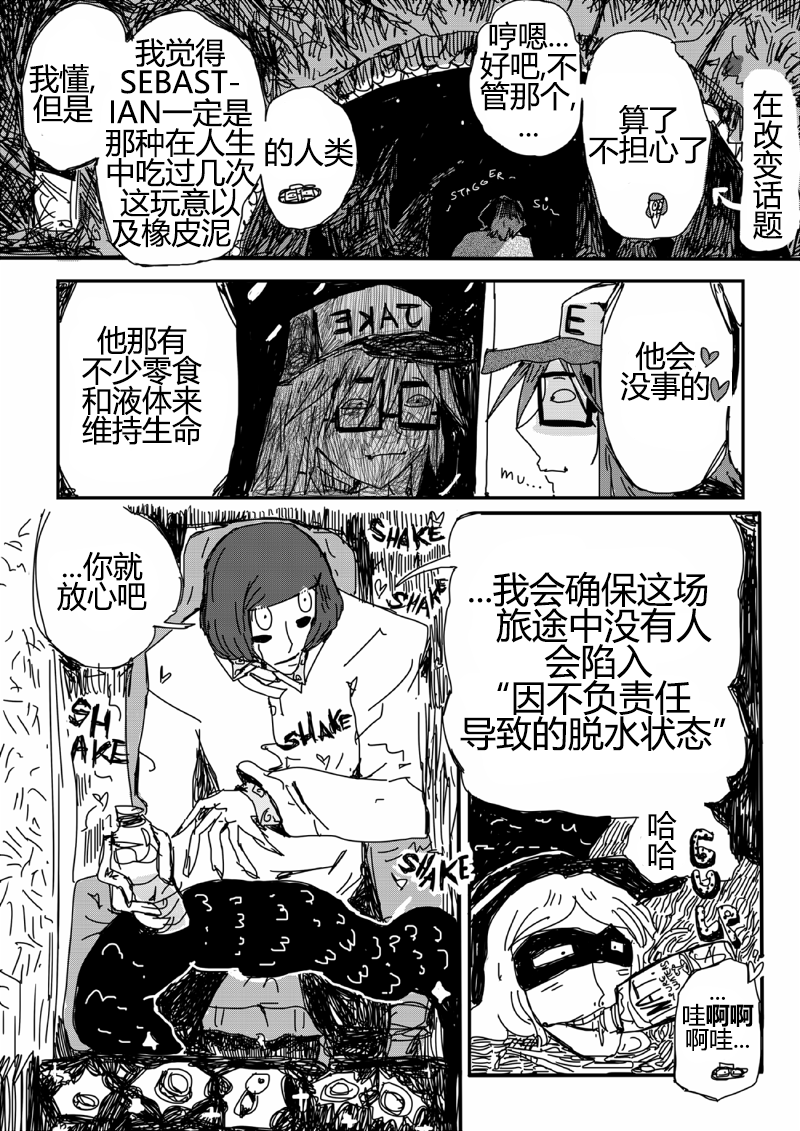 在改变话题
算了
不担心了
哼嗯…
好吧,不
管那个,
…
STAGGER
SU~
的人类
我觉得
SEBAST-
IAN一定是
那种在人生
中吃过几次
这玩意以
及橡皮泥
我懂,
但是
他会
没事的
E
MU...
JAKE
他那有
不少零食
和液体来
维持生命
…你就
放心吧
SHAKE
SHAKE
SHAKE
SH
AKE
SHAKE
…我会确保这场
旅途中没有人
会陷入
“因不负责任
导致的脱水状态”
哈
哈
…
哇啊啊
啊哇…